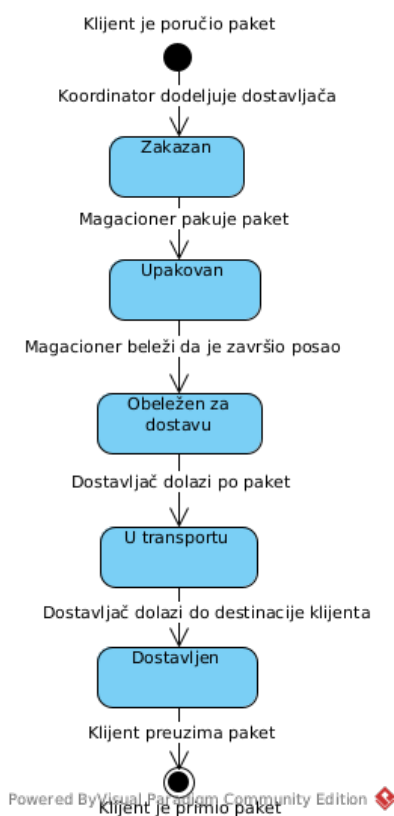 Klijent je poručio paket
Koordinator dodeljuje dostavljača
Zakazan
Magacioner pakuje paket
Upakovan
Magacioner beleži da je završio posao
Obeležen za
dostavu
Dostavljač dolazi po paket
U transportu
Dostavljač dolazi do destinacije klijenta
Dostavljen
Klijent preuzima paket
Powered By Visual Paradigm Community Edition
Klijent je primio paket